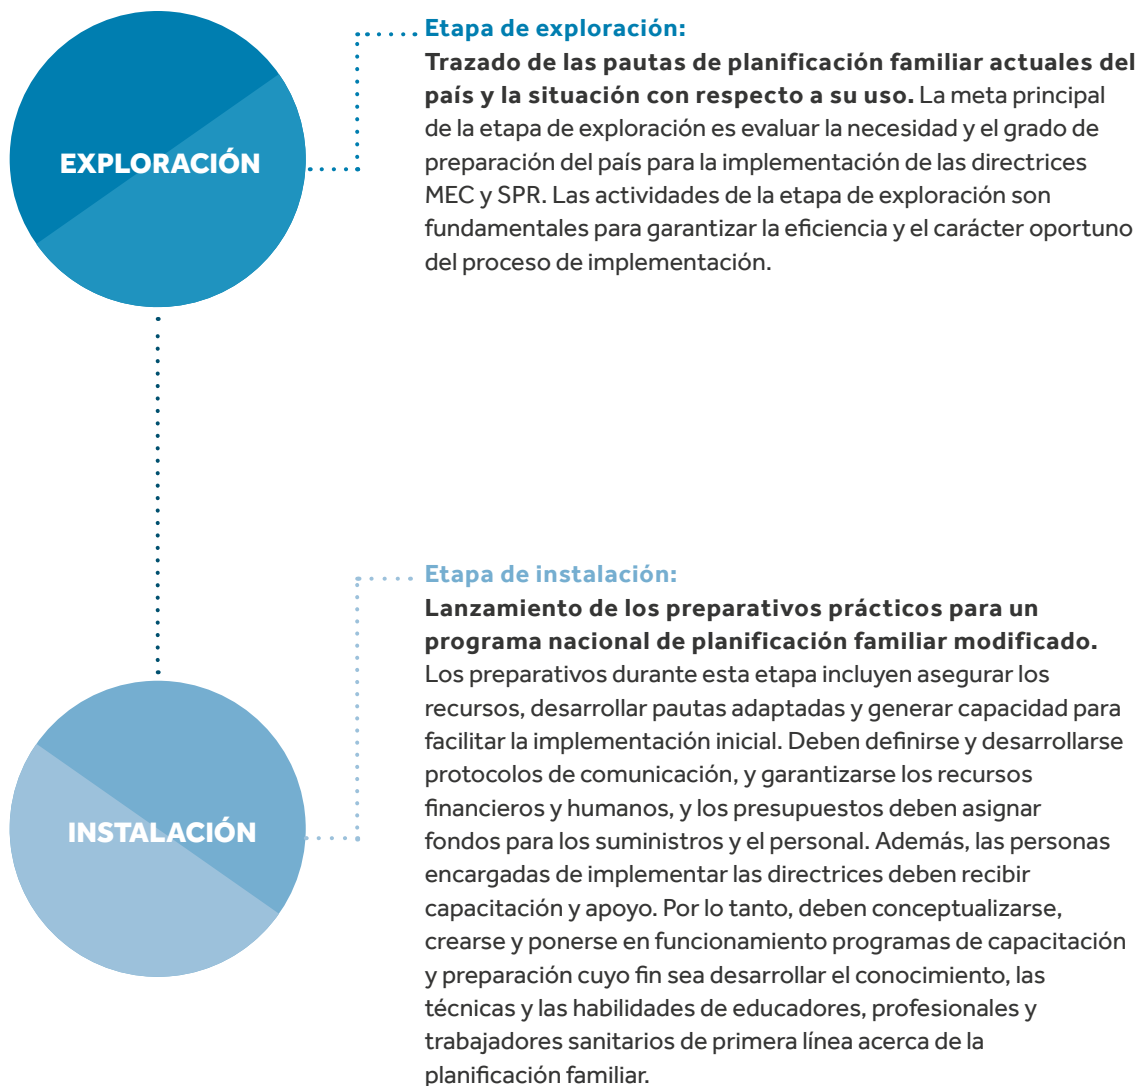 EXPLORACIÓN
Etapa de exploración:
Trazado de las pautas de planificación familiar actuales del
país y la situación con respecto a su uso. La meta principal
de la etapa de exploración es evaluar la necesidad y el grado de
preparación del país para la implementación de las directrices
MEC y SPR. Las actividades de la etapa de exploración son
fundamentales para garantizar la eficiencia y el carácter oportuno
del proceso de implementación.
INSTALACIÓN
Etapa de instalación:
Lanzamiento de los preparativos prácticos para un
programa nacional de planificación familiar modificado.
Los preparativos durante esta etapa incluyen asegurar los
recursos, desarrollar pautas adaptadas y generar capacidad para
facilitar la implementación inicial. Deben definirse y desarrollarse
protocolos de comunicación, y garantizarse los recursos
financieros y humanos, y los presupuestos deben asignar
fondos para los suministros y el personal. Además, las personas
encargadas de implementar las directrices deben recibir
capacitación y apoyo. Por lo tanto, deben conceptualizarse,
crearse y ponerse en funcionamiento programas de capacitación
y preparación cuyo fin sea desarrollar el conocimiento, las
técnicas y las habilidades de educadores, profesionales y
trabajadores sanitarios de primera línea acerca de la
planificación familiar.